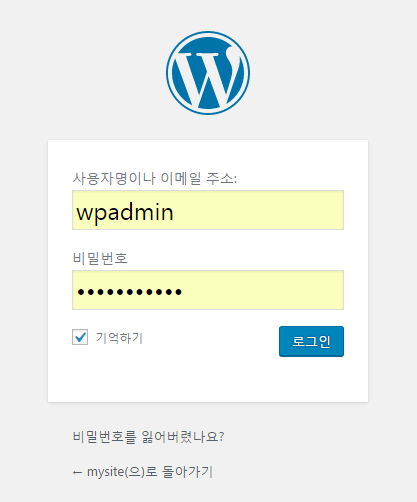 사용자명이나 이메일 주소:
wpadmin
비밀번호
•••••••••••
기억하기
로그인
비밀번호를 잃어버렸나요?
← mysite(으)로 돌아가기